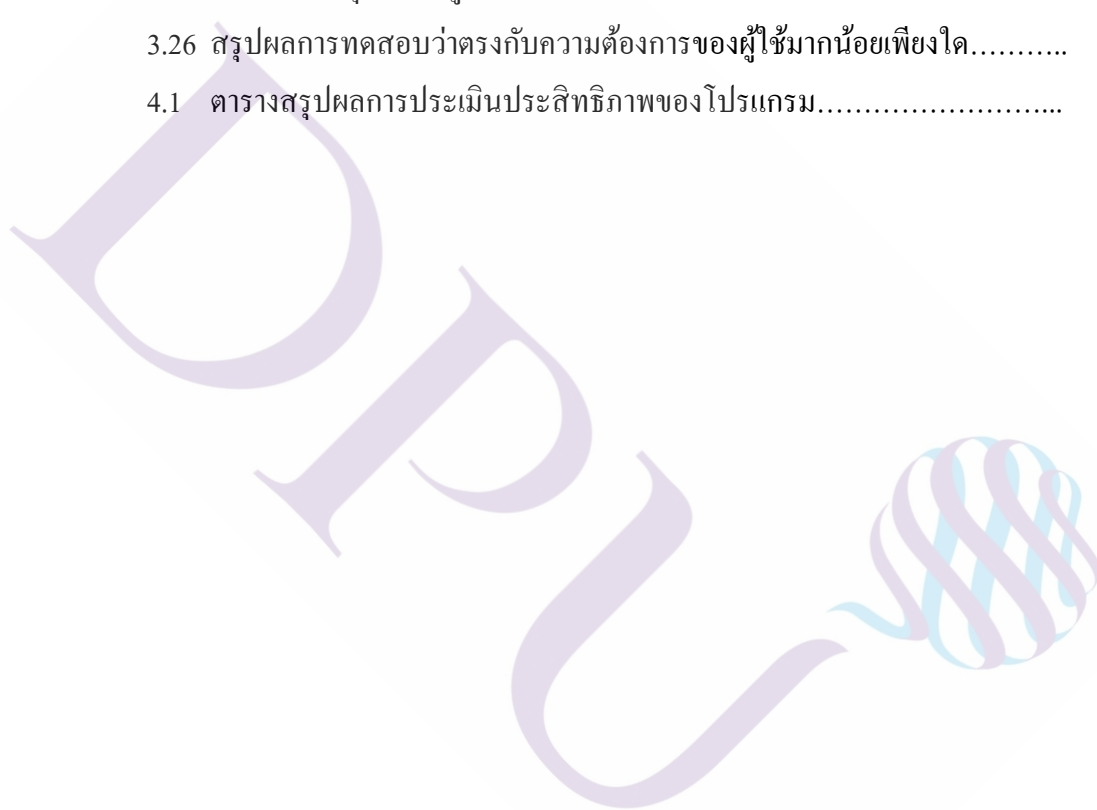 3.26 สรุปผลการทดสอบว่าตรงกับความต้องการของผู้ใช้มากน้อยเพียงใด………..
4.1 ตารางสรุปผลการประเมินประสิทธิภาพของโปรแกรม……………………...
DPU